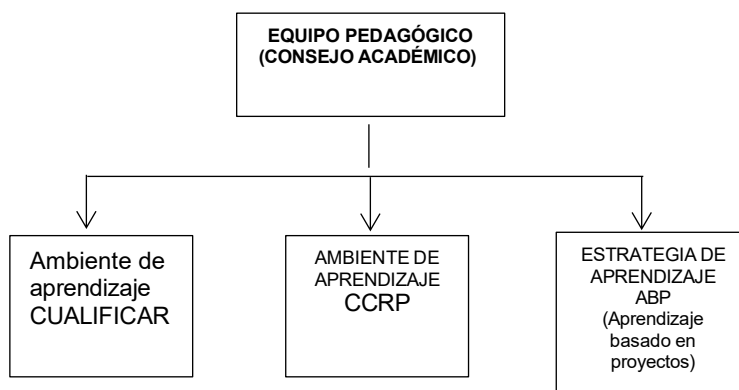 EQUIPO PEDAGÓGICO
(CONSEJO ACADÉMICO)
Ambiente de
aprendizaje
CUALIFICAR
AMBIENTE DE
APRENDIZAJE
CCRP
ESTRATEGIA DE
APRENDIZAJE
ABP
(Aprendizaje
basado en
proyectos)